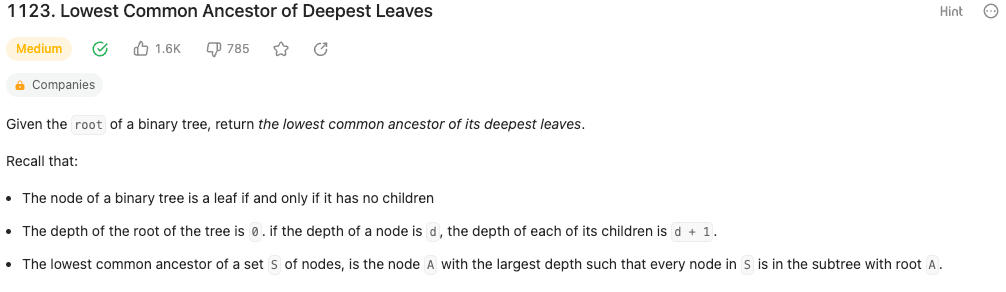 1123. Lowest Common Ancestor of Deepest Leaves
Hint
Medium
1.6K
785
Companies
Given the root of a binary tree, return the lowest common ancestor of its deepest leaves.
Recall that:
• The node of a binary tree is a leaf if and only if it has no children
• The depth of the root of the tree is 0. if the depth of a node is d, the depth of each of its children is d + 1.
• The lowest common ancestor of a set S of nodes, is the node A with the largest depth such that every node in S is in the subtree with root A.